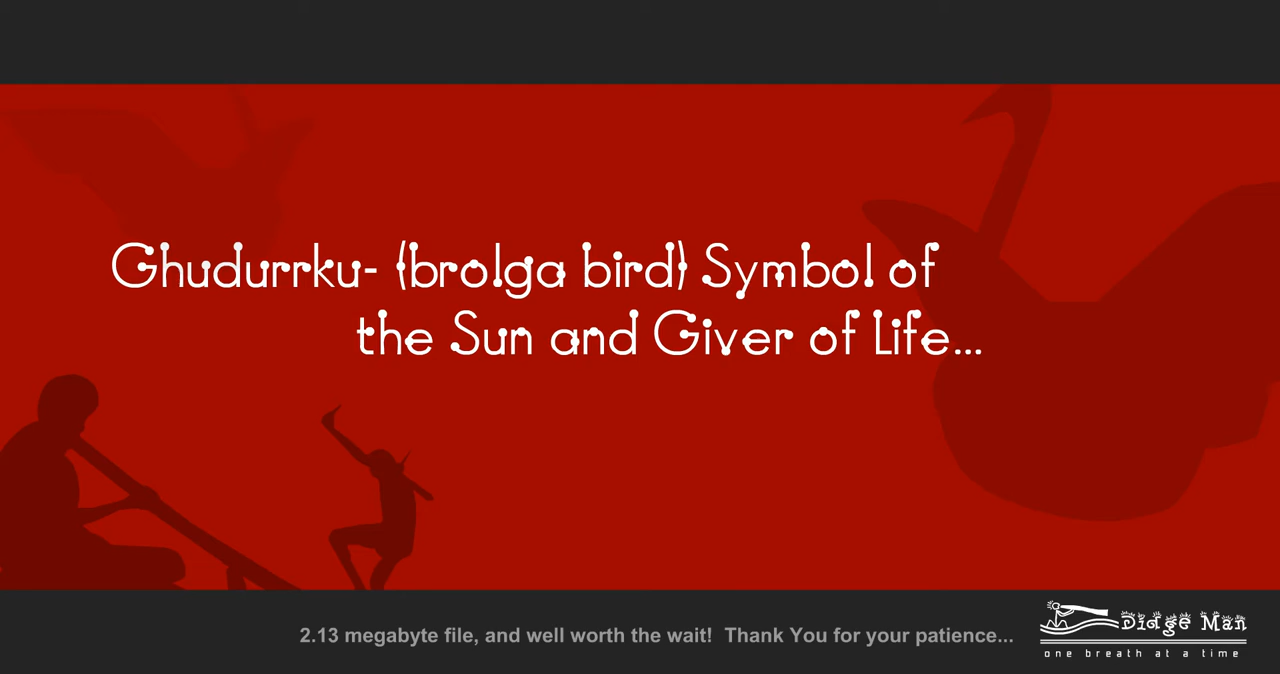 Ghudurrku- (brolga bird) Symbol of
the Sun and Giver of Life...
2.13 megabyte file, and well worth the wait! Thank You for your patience...
Didge Man
one breath at a time